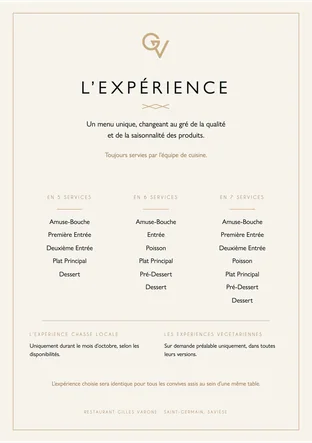 GV
L'EXPÉRIENCE
Un menu unique, changeant au gré de la qualité
et de la saisonnalité des produits.
Toujours servies par l'équipe de cuisine.
EN 5 SERVICES
Amuse-Bouche
Première Entrée
Deuxième Entrée
Plat Principal
Dessert
EN 6 SERVICES
Amuse-Bouche
Entrée
Poisson
Plat Principal
Pré-Dessert
Dessert
EN 7 SERVICES
Amuse-Bouche
Première Entrée
Deuxième Entrée
Poisson
Plat Principal
Pré-Dessert
Dessert
L'EXPÉRIENCE CHASSE LOCALE
Uniquement durant le mois d'octobre, selon les
disponibilités.
LES EXPÉRIENCES VÉGÉTARIENNES
Sur demande préalable uniquement, dans toutes
leurs versions.
L'expérience choisie sera identique pour tous les convives assis au sein d'une même table.
RESTAURANT GILLES VARONE · SAINT-GERMAIN, SAVIÈSE